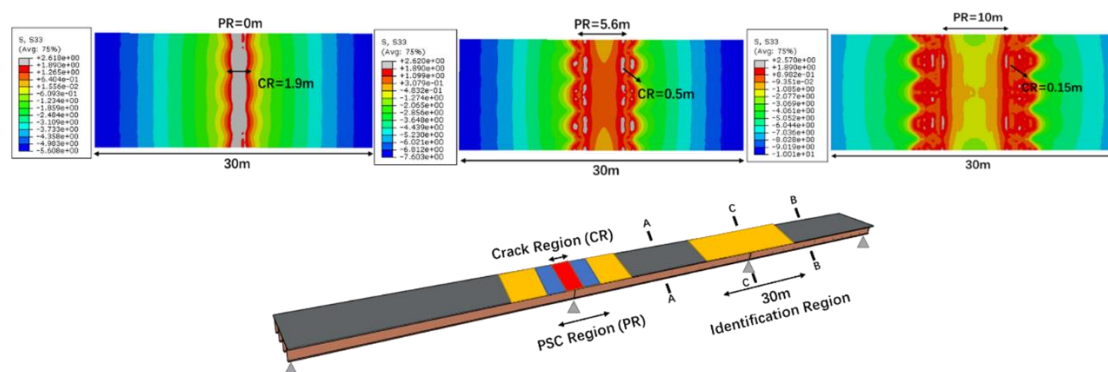 PR=0m
S, S33
(Avg: 75%)
+2.618e+00
+1.890e+00
+1.265e+00
+6.404e-01
+1.556e-02
-6.093e-01
-1.234e+00
-1.859e+00
-2.484e+00
-3.109e+00
-3.733e+00
-4.358e+00
-4.983e+00
-5.608e+00
CR=1.9m
30m
PR=5.6m
S, S33
(Avg: 75%)
+2.620e+00
+1.890e+00
+1.099e+00
+3.079e-01
-4.832e-01
-1.274e+00
-2.065e+00
-2.856e+00
-3.648e+00
-4.439e+00
-5.230e+00
-6.021e+00
-6.812e+00
-7.603e+00
CR=0.5m
30m
PR=10m
S, S33
(Avg: 75%)
+2.570e+00
+1.890e+00
+8.982e-01
-9.351e-02
-1.085e+00
-2.077e+00
-3.069e+00
-4.061e+00
-5.052e+00
-6.044e+00
-7.036e+00
-8.028e+00
-9.019e+00
-1.001e+01
CR=0.15m
30m
Crack Region (CR)
PSC Region (PR)
A
A
C
C
B
B
30m
Identification Region